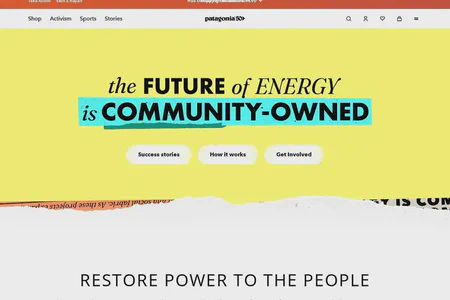 Shop Activism Sports Stories
patagonia 50
the FUTURE of ENERGY
is COMMUNITY-OWNED
Success stories How it works Get Involved
RESTORE POWER TO THE PEOPLE